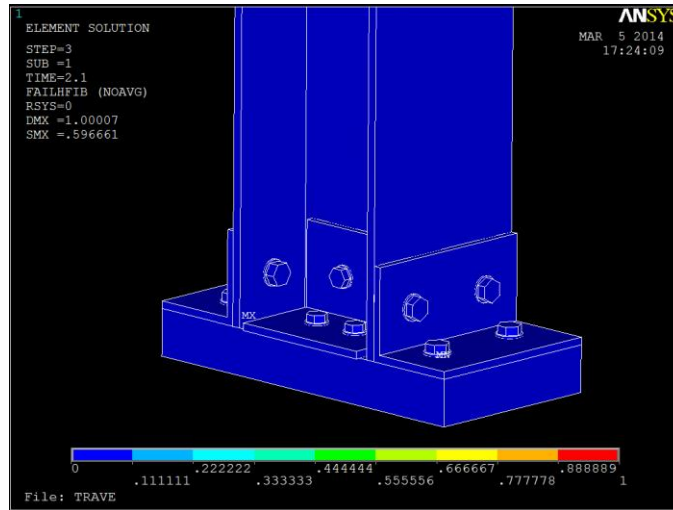 1
ANSYS
ELEMENT SOLUTION
MAR 5 2014
17:24:09
STEP=3
SUB =1
TIME=2.1
FAILHFIB (NOAVG)
RSYS=0
DMX =1.00007
SMX =.596661
MX
MN
0 .222222 .444444 .666667 .888889
.111111 .333333 .555556 .777778 1
File: TRAVE